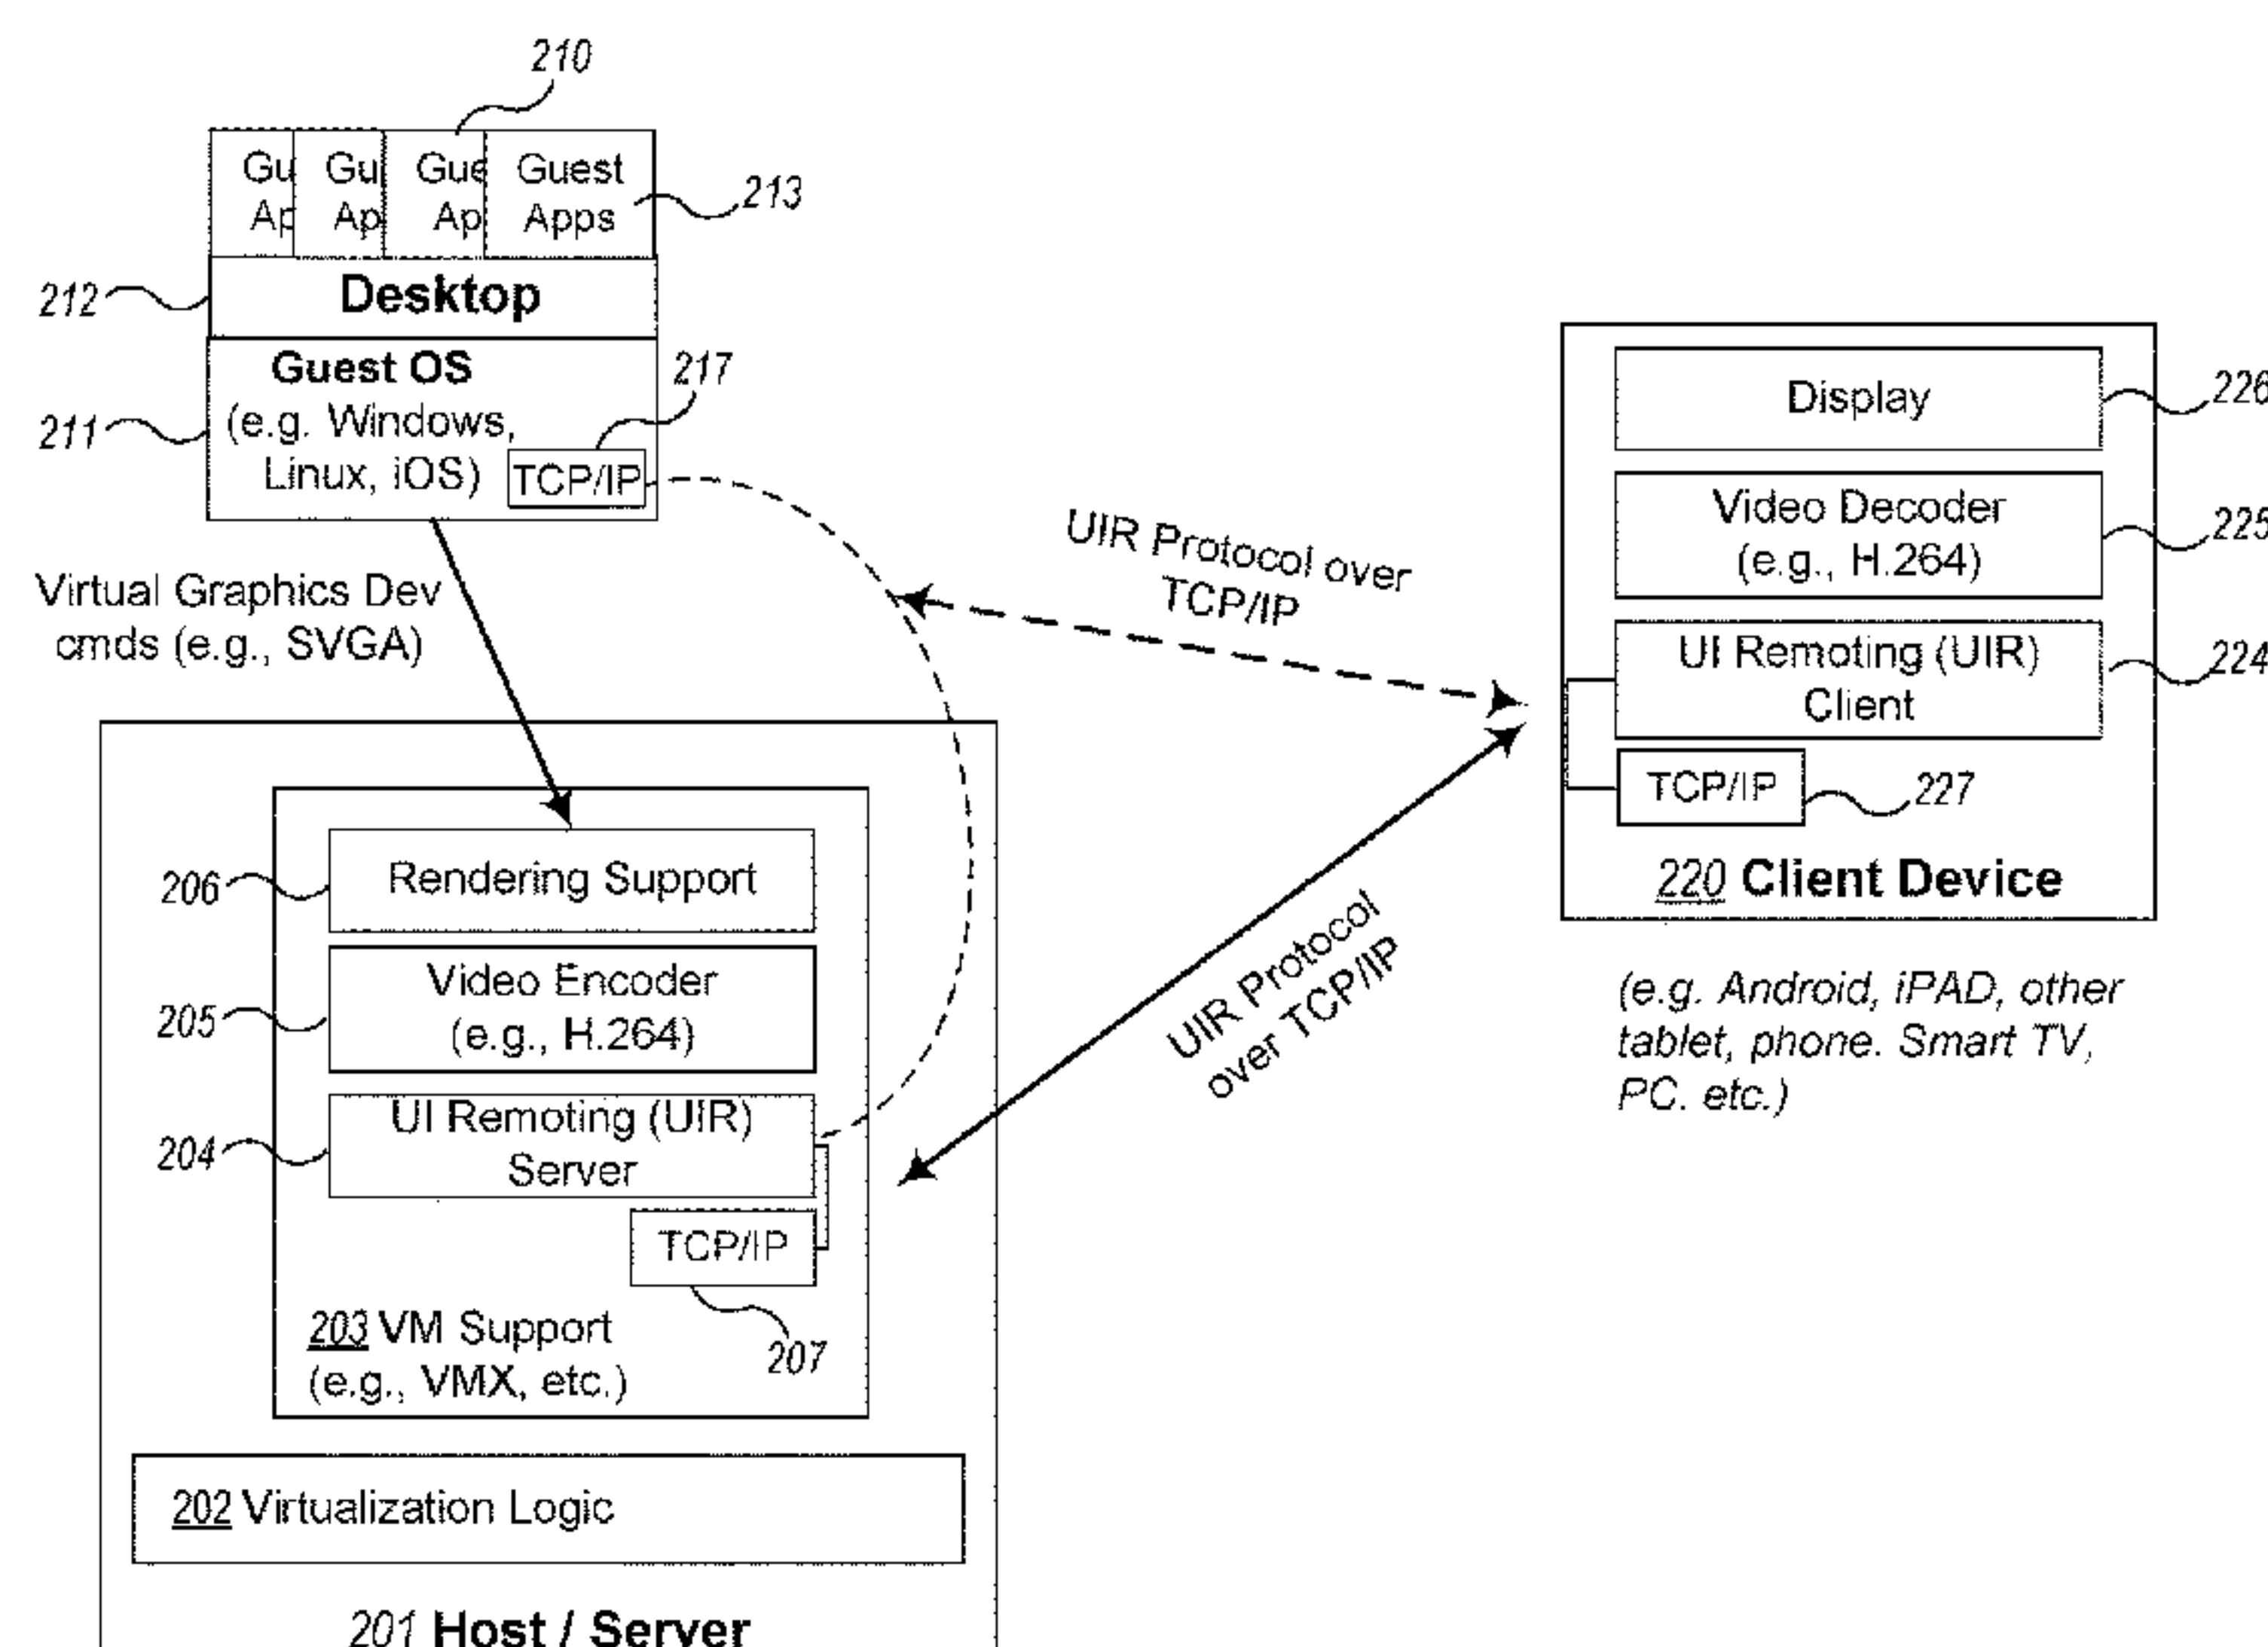 210
Gu Gu Gue Guest
Ap Ap Ap Apps
213
212
Desktop
Guest OS
217
211
(e.g. Windows,
Linux, iOS)
TCP/IP
Virtual Graphics Dev
cmds (e.g., SVGA)
UIR Protocol over
TCP/IP
Display
226
Video Decoder
(e.g., H.264)
225
UI Remoting (UIR)
Client
224
TCP/IP
227
220 Client Device
(e.g. Android, iPAD, other
tablet, phone. Smart TV,
PC. etc.)
UIR Protocol
over TCP/IP
206
Rendering Support
205
Video Encoder
(e.g., H.264)
204
UI Remoting (UIR)
Server
TCP/IP
207
203 VM Support
(e.g., VMX, etc.)
202 Virtualization Logic
201 Host / Server